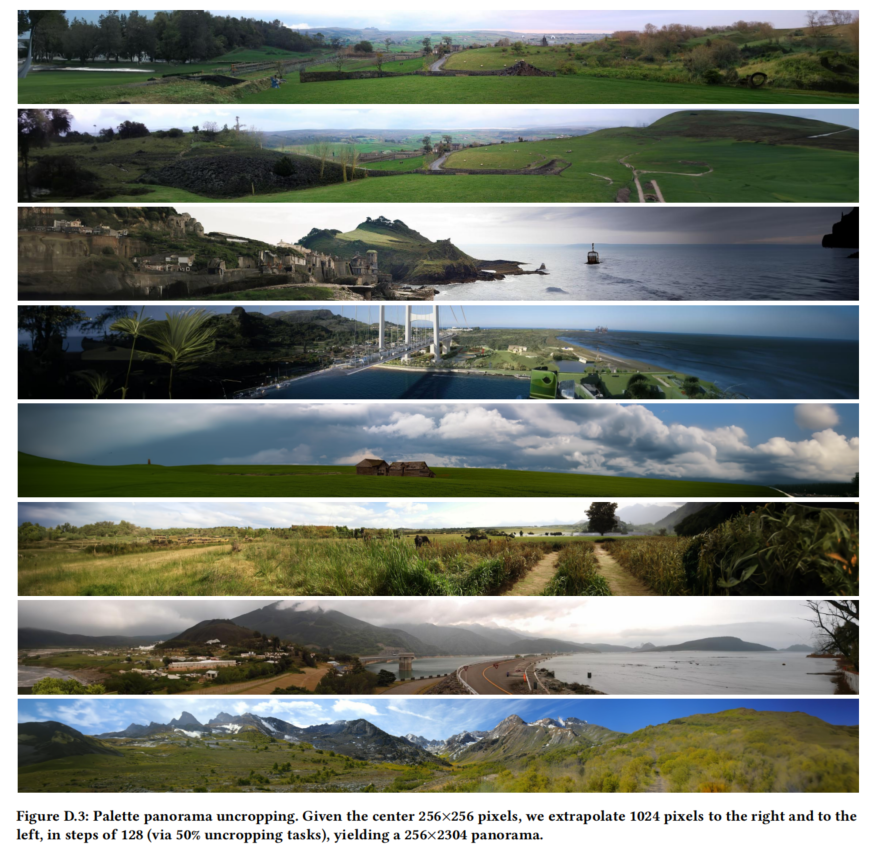 Figure D.3: Palette panorama uncropping. Given the center 256×256 pixels, we extrapolate 1024 pixels to the right and to the
left, in steps of 128 (via 50% uncropping tasks), yielding a 256×2304 panorama.